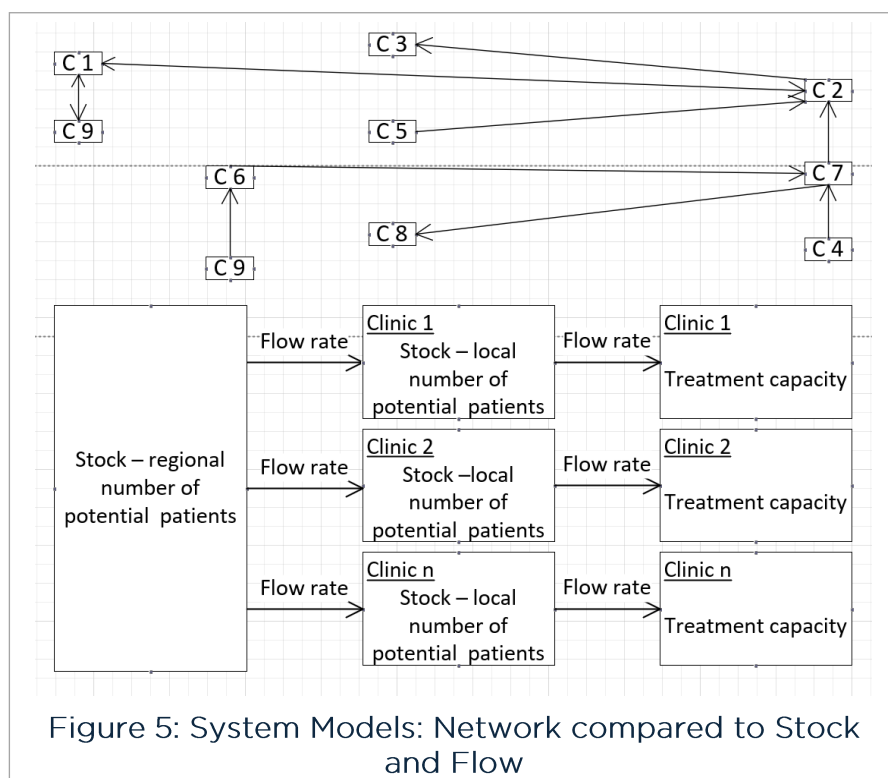 C 3
C 1
C 2
C 9
C 5
C 6
C 7
C 8
C 4
C 9
Clinic 1
Flow rate
Stock – local
number of
potential patients
Flow rate
Clinic 1
Treatment capacity
Stock – regional
number of
potential patients
Clinic 2
Flow rate
Stock –local
number of
potential patients
Flow rate
Clinic 2
Treatment capacity
Clinic n
Flow rate
Stock – local
number of
potential patients
Flow rate
Clinic n
Treatment capacity
Figure 5: System Models: Network compared to Stock
and Flow